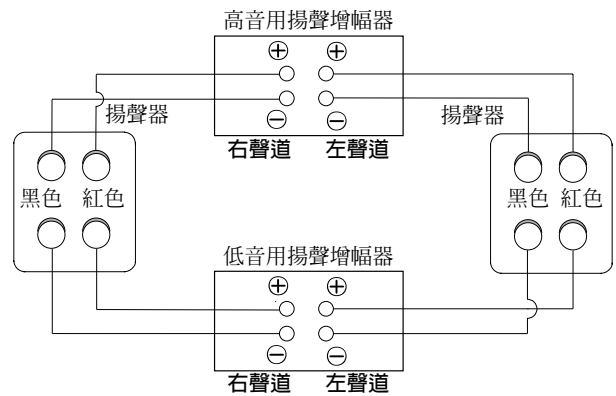 高音用揚聲增幅器
⊕ ⊕
揚聲器 揚聲器
⊖ ⊖
右聲道 左聲道
黑色 紅色 黑色 紅色
低音用揚聲增幅器
⊕ ⊕
⊖ ⊖
右聲道 左聲道